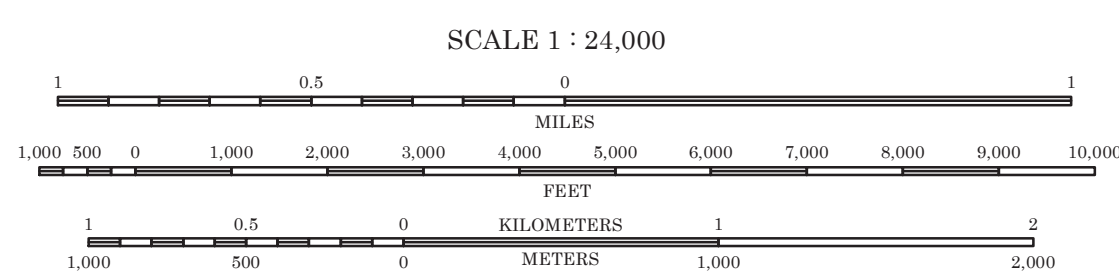 SCALE 1 : 24,000
1 0.5 0 1
MILES
1,000 500 0 1,000 2,000 3,000 4,000 5,000 6,000 7,000 8,000 9,000 10,000
FEET
1 0.5 0 KILOMETERS 1 2
1,000 500 0 METERS 1,000 2,000